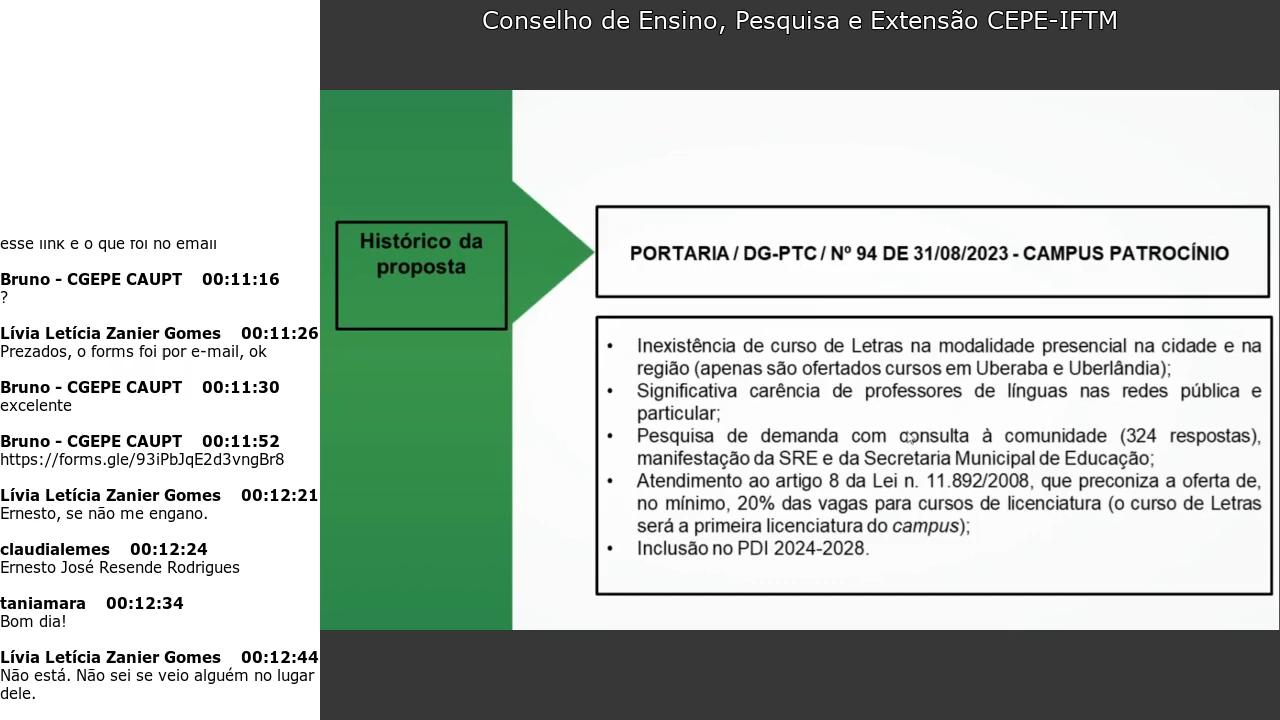 Conselho de Ensino, Pesquisa e Extensão CEPE-IFTM
esse link e o que foi no email
Bruno - CGEPE CAUPT 00:11:16
?
Lívia Letícia Zanier Gomes 00:11:26
Prezados, o forms foi por e-mail, ok
Bruno - CGEPE CAUPT 00:11:30
excelente
Bruno - CGEPE CAUPT 00:11:52
https://forms.gle/93iPbJqE2d3vngBr8
Lívia Letícia Zanier Gomes 00:12:21
Ernesto, se não me engano.
claudialemes 00:12:24
Ernesto José Resende Rodrigues
taniamara 00:12:34
Bom dia!
Lívia Letícia Zanier Gomes 00:12:44
Não está. Não sei se veio alguém no lugar
dele.
Histórico da
proposta
PORTARIA / DG-PTC / Nº 94 DE 31/08/2023 - CAMPUS PATROCÍNIO
• Inexistência de curso de Letras na modalidade presencial na cidade e na
região (apenas são ofertados cursos em Uberaba e Uberlândia);
• Significativa carência de professores de línguas nas redes pública e
particular;
• Pesquisa de demanda com consulta à comunidade (324 respostas),
manifestação da SRE e da Secretaria Municipal de Educação;
• Atendimento ao artigo 8 da Lei n. 11.892/2008, que preconiza a oferta de,
no mínimo, 20% das vagas para cursos de licenciatura (o curso de Letras
será a primeira licenciatura do campus);
• Inclusão no PDI 2024-2028.